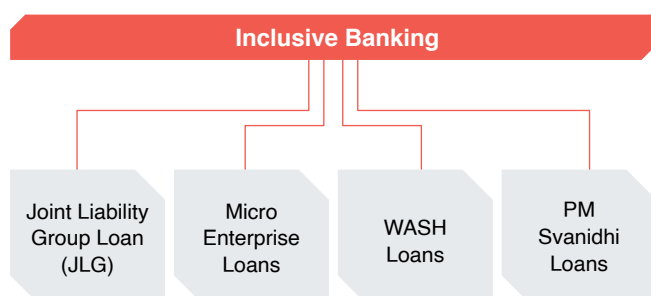 Inclusive Banking
Joint Liability
Group Loan
(JLG)
Micro
Enterprise
Loans
WASH
Loans
PM
Svanidhi
Loans